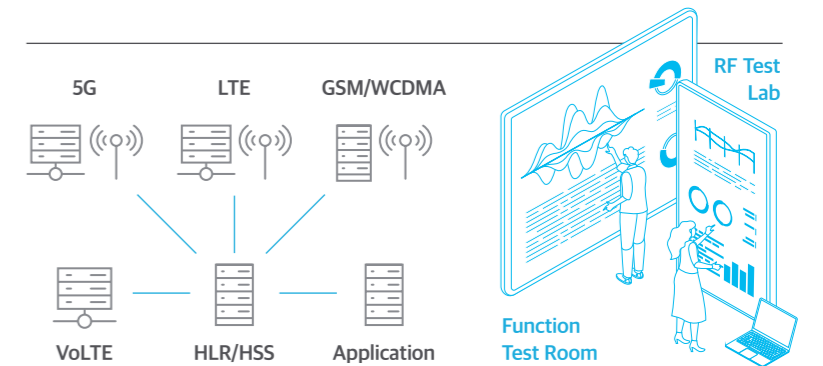 5G
LTE
GSM/WCDMA
RF Test
Lab
VoLTE
HLR/HSS
Application
Function
Test Room